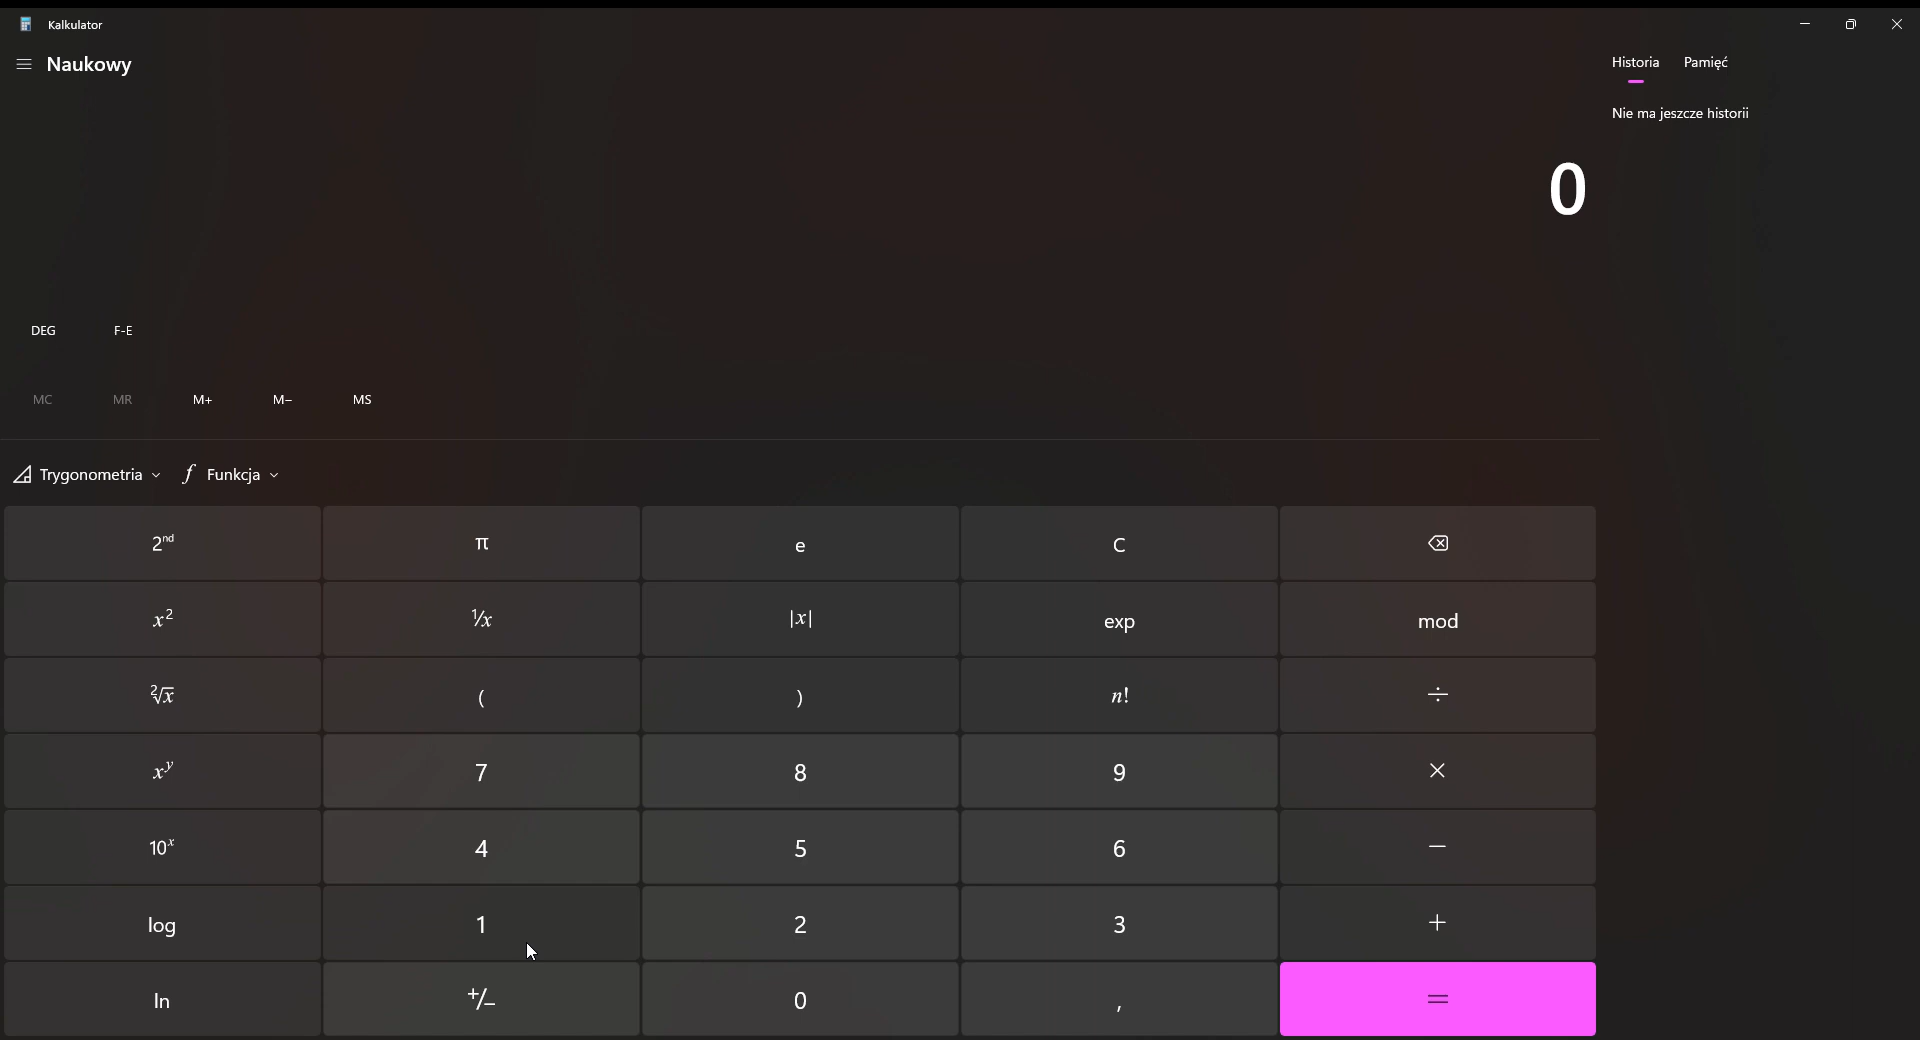 Kalkulator
Naukowy
Historia Pamięć
Nie ma jeszcze historii
0
DEG F-E
MC MR M+ M− MS
Trygonometria f Funkcja
2ⁿᵈ π e C
x² ¹⁄x |x| exp mod
²√x ( ) n! ÷
xʸ 7 8 9 ×
10ˣ 4 5 6 −
log 1 2 3 +
ln +/− 0 , =